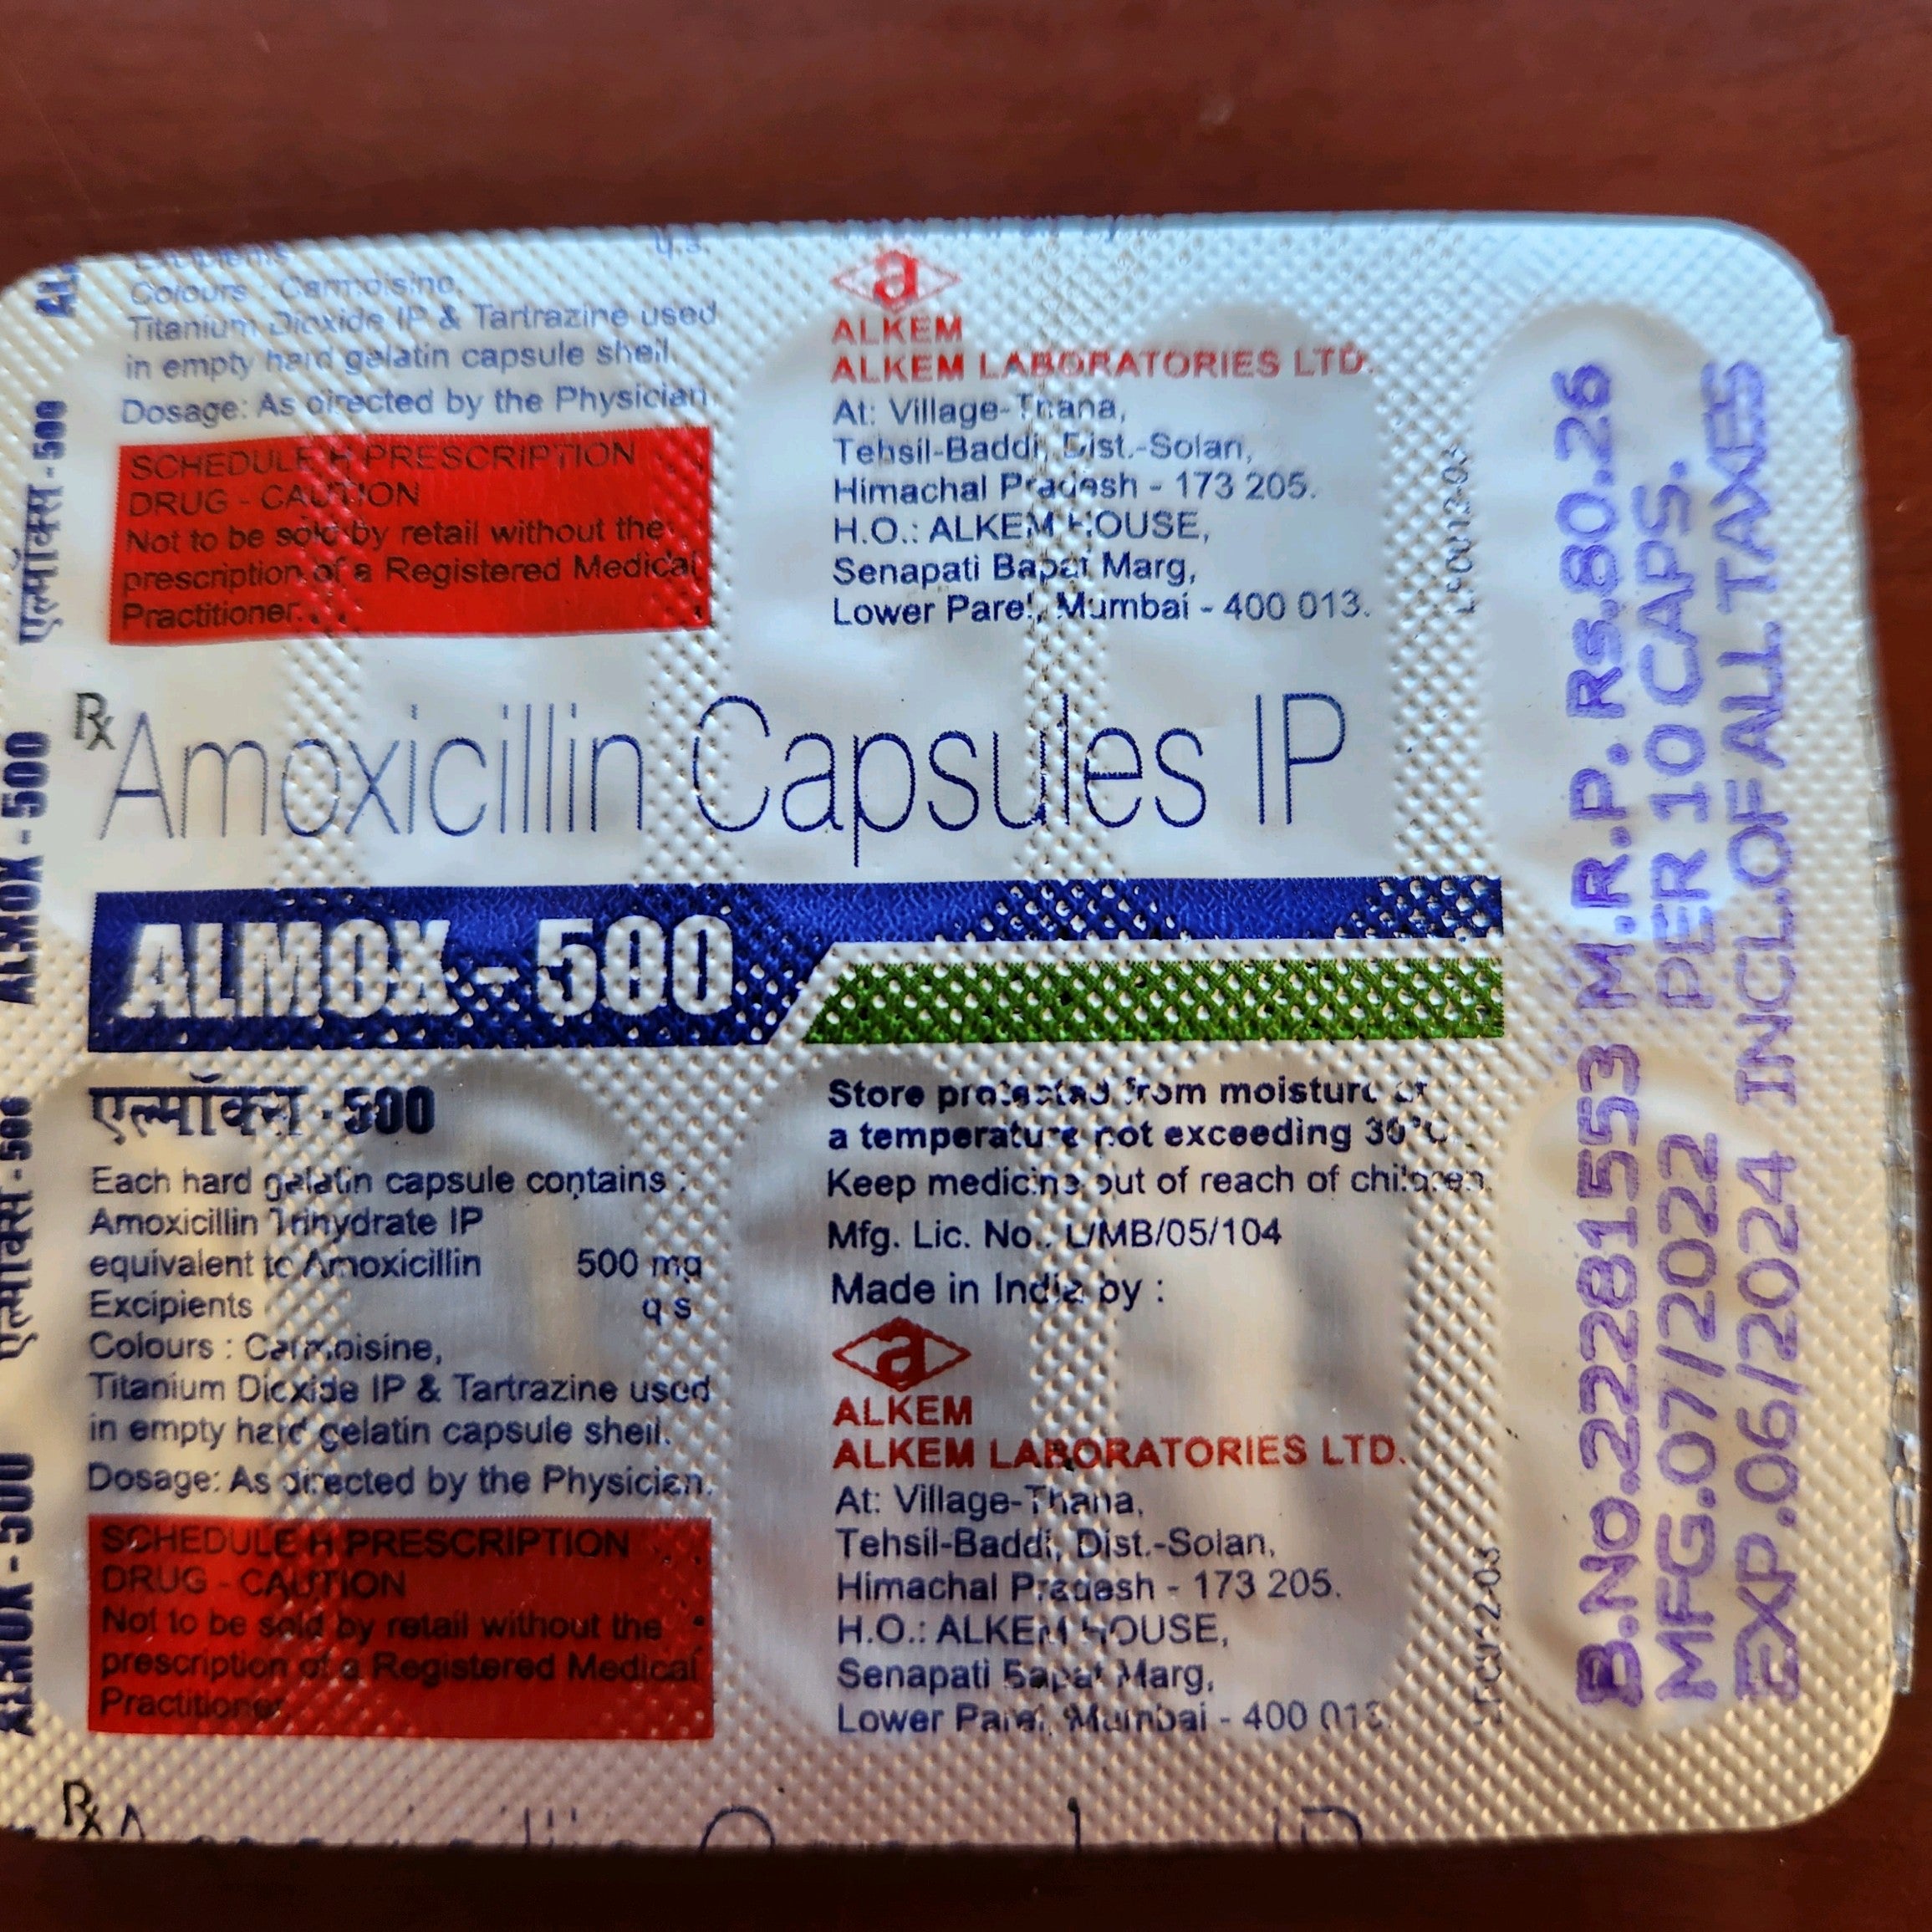 Excipients
q.s.
Colours : Carmoisine,
Titanium Dioxide IP & Tartrazine used
in empty hard gelatin capsule shell.
Dosage: As directed by the Physician.
SCHEDULE H PRESCRIPTION
DRUG - CAUTION
Not to be sold by retail without the
prescription of a Registered Medical
Practitioner.
a
ALKEM
ALKEM LABORATORIES LTD.
At: Village-Thana,
Tehsil-Baddi, Dist.-Solan,
Himachal Pradesh - 173 205.
H.O.: ALKEM HOUSE,
Senapati Bapat Marg,
Lower Parel, Mumbai - 400 013.
Rx
Amoxicillin Capsules IP
ALMOX - 500
एल्मॉक्स - 500
Each hard gelatin capsule contains :
Amoxicillin Trihydrate IP
equivalent to Amoxicillin 500 mg
Excipients q s
Colours : Carmoisine,
Titanium Dioxide IP & Tartrazine used
in empty hard gelatin capsule shell.
Dosage: As directed by the Physician.
SCHEDULE H PRESCRIPTION
DRUG - CAUTION
Not to be sold by retail without the
prescription of a Registered Medical
Practitioner
Store protected from moisture at
a temperature not exceeding 30°C.
Keep medicine out of reach of children.
Mfg. Lic. No.: L/MB/05/104
Made in India by :
a
ALKEM
ALKEM LABORATORIES LTD.
At: Village-Thana,
Tehsil-Baddi, Dist.-Solan,
Himachal Pradesh - 173 205.
H.O.: ALKEM HOUSE,
Senapati Bapat Marg,
Lower Parel, Mumbai - 400 013.
Rx
एल्मॉक्स - 500
ALMOX - 500
एल्मॉक्स - 500
ALMOX - 500
B.No.22281553 M.R.P. Rs.80.26
MFG.07/2022 PER 10 CAPS.
EXP.06/2024 INCL.OF ALL TAXES